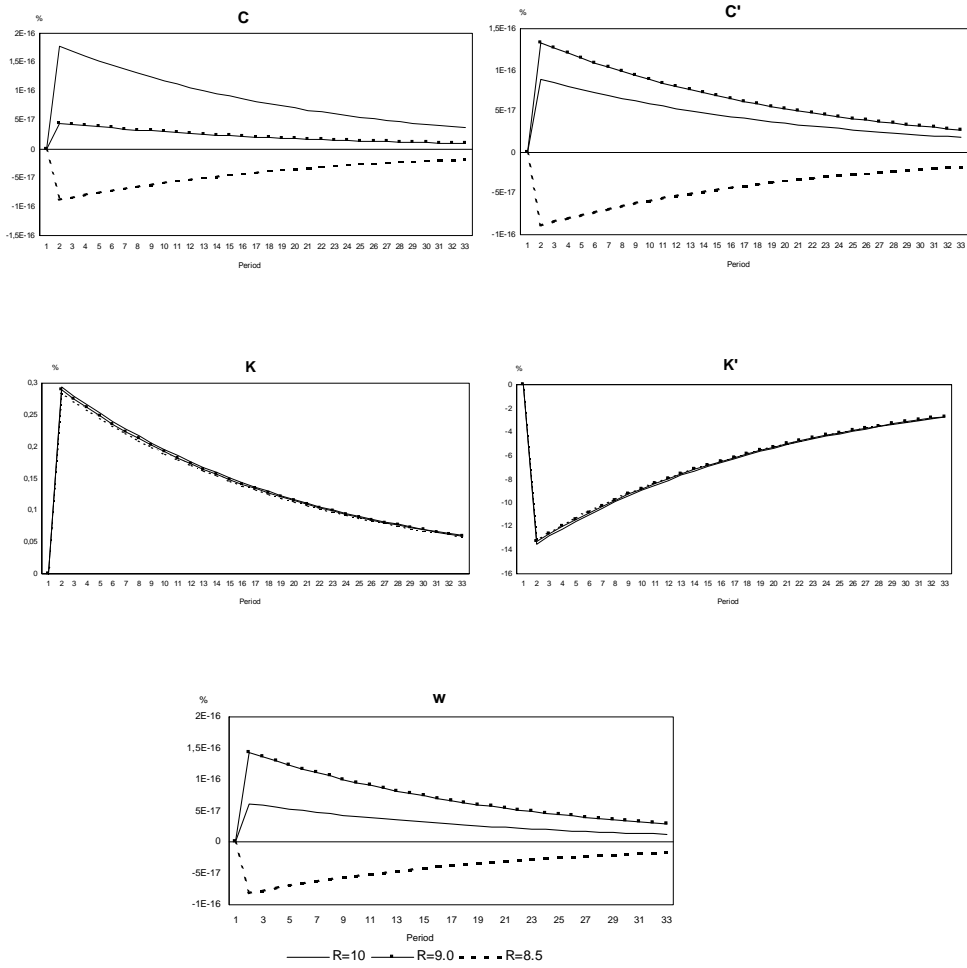 C
%
2E-16
1,5E-16
1E-16
5E-17
0
-5E-17
-1E-16
-1,5E-16
1 2 3 4 5 6 7 8 9 10 11 12 13 14 15 16 17 18 19 20 21 22 23 24 25 26 27 28 29 30 31 32 33
Period
C'
%
1,5E-16
1E-16
5E-17
0
-5E-17
-1E-16
1 2 3 4 5 6 7 8 9 10 11 12 13 14 15 16 17 18 19 20 21 22 23 24 25 26 27 28 29 30 31 32 33
Period
K
%
0,3
0,25
0,2
0,15
0,1
0,05
0
1 2 3 4 5 6 7 8 9 10 11 12 13 14 15 16 17 18 19 20 21 22 23 24 25 26 27 28 29 30 31 32 33
Period
K'
%
0
-2
-4
-6
-8
-10
-12
-14
-16
1 2 3 4 5 6 7 8 9 10 11 12 13 14 15 16 17 18 19 20 21 22 23 24 25 26 27 28 29 30 31 32 33
Period
w
%
2E-16
1,5E-16
1E-16
5E-17
0
-5E-17
-1E-16
1 3 5 7 9 11 13 15 17 19 21 23 25 27 29 31 33
Period
R=10 R=9.0 R=8.5